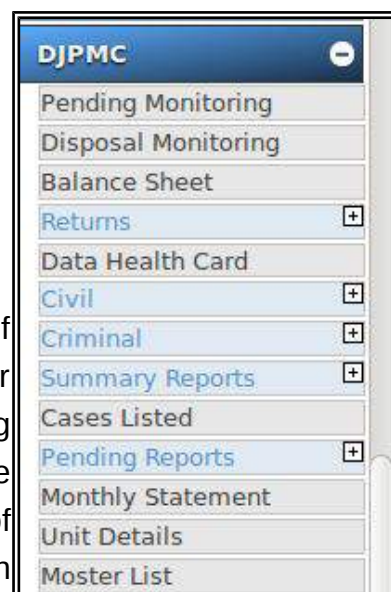 DJPMC
Pending Monitoring
Disposal Monitoring
Balance Sheet
Returns
Data Health Card
Civil
Criminal
Summary Reports
Cases Listed
Pending Reports
Monthly Statement
Unit Details
Moster List